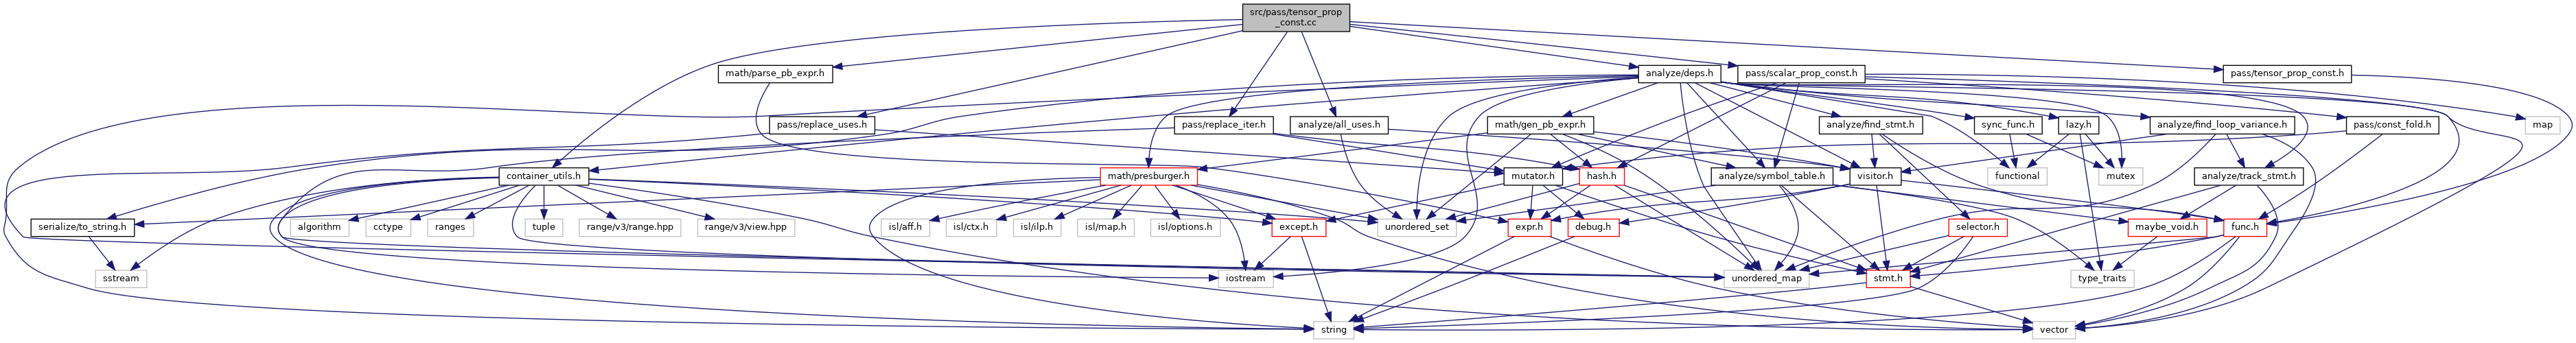 src/pass/tensor_prop
_const.cc
math/parse_pb_expr.h
analyze/deps.h
pass/scalar_prop_const.h
pass/tensor_prop_const.h
pass/replace_uses.h
pass/replace_iter.h
analyze/all_uses.h
math/gen_pb_expr.h
analyze/find_stmt.h
sync_func.h
lazy.h
analyze/find_loop_variance.h
pass/const_fold.h
map
container_utils.h
math/presburger.h
mutator.h
hash.h
analyze/symbol_table.h
visitor.h
functional
mutex
analyze/track_stmt.h
serialize/to_string.h
algorithm
cctype
ranges
tuple
range/v3/range.hpp
range/v3/view.hpp
isl/aff.h
isl/ctx.h
isl/ilp.h
isl/map.h
isl/options.h
except.h
unordered_set
expr.h
debug.h
selector.h
maybe_void.h
func.h
sstream
iostream
unordered_map
stmt.h
type_traits
string
vector